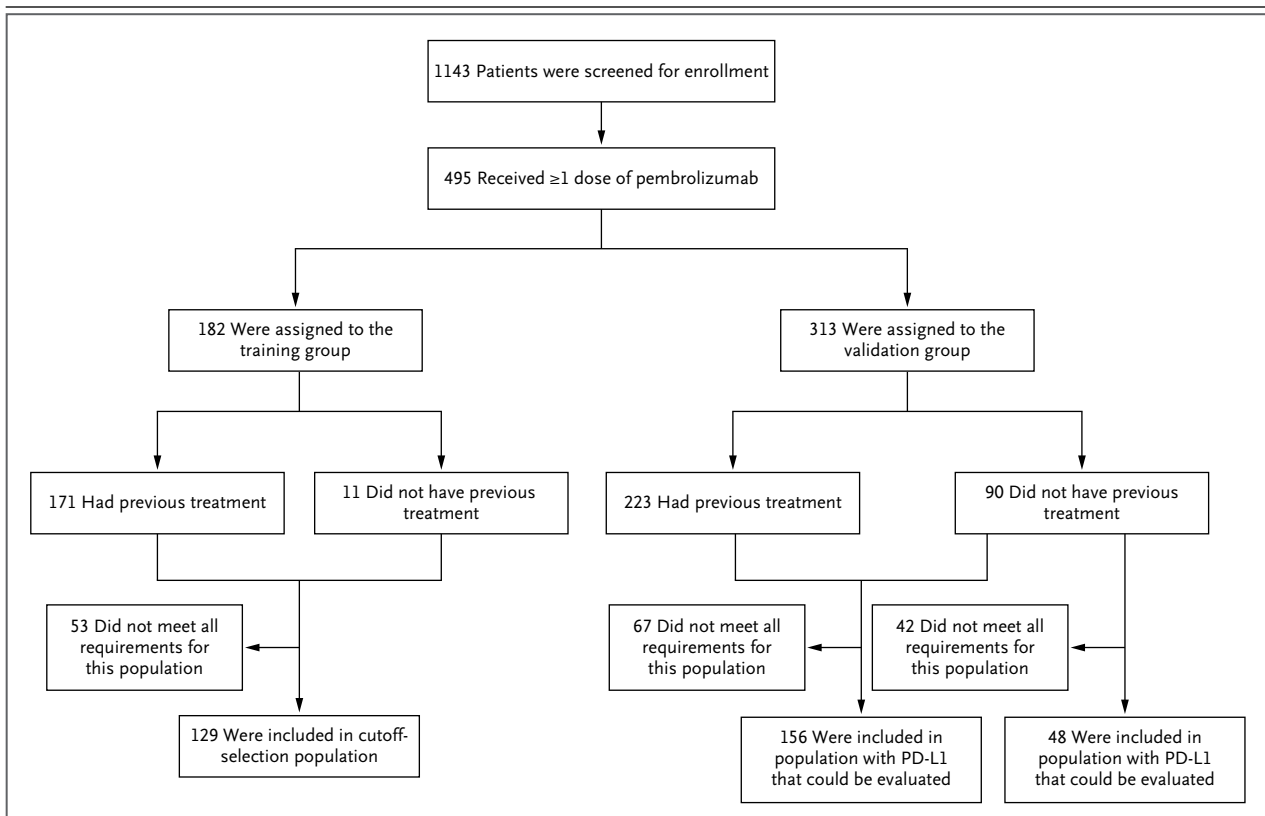 1143 Patients were screened for enrollment
495 Received ≥1 dose of pembrolizumab
182 Were assigned to the
training group
313 Were assigned to the
validation group
171 Had previous treatment
11 Did not have previous
treatment
223 Had previous treatment
90 Did not have previous
treatment
53 Did not meet all
requirements for
this population
67 Did not meet all
requirements for
this population
42 Did not meet all
requirements for
this population
129 Were included in cutoff-
selection population
156 Were included in
population with PD-L1
that could be evaluated
48 Were included in
population with PD-L1
that could be evaluated